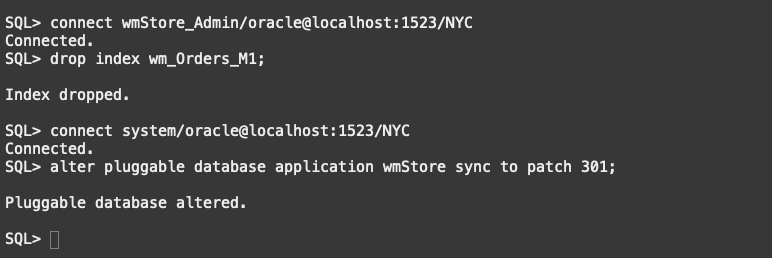 SQL> connect wmStore_Admin/oracle@localhost:1523/NYC
Connected.
SQL> drop index wm_Orders_M1;
Index dropped.
SQL> connect system/oracle@localhost:1523/NYC
Connected.
SQL> alter pluggable database application wmStore sync to patch 301;
Pluggable database altered.
SQL>